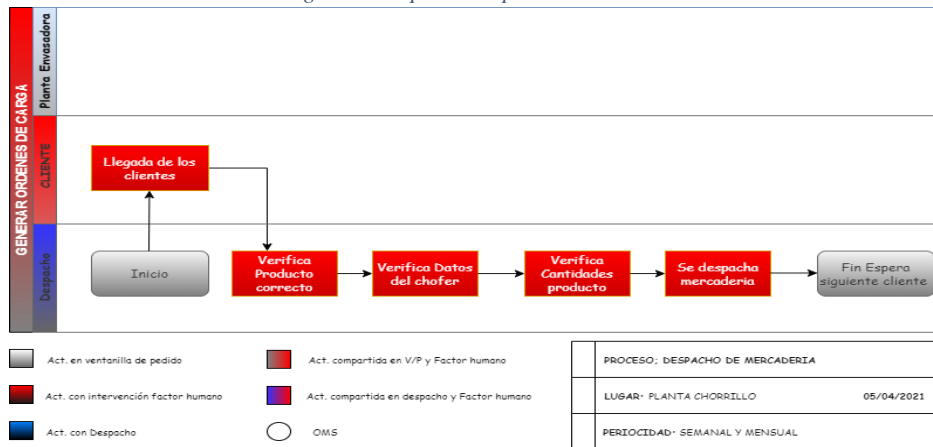 GENERAR ORDENES DE CARGA
Planta Envasadora
CLIENTE
Despacho
Llegada de los
clientes
Inicio
Verifica
Producto
correcto
Verifica Datos
del chofer
Verifica
Cantidades
producto
Se despacha
mercaderia
Fin Espera
siguiente cliente
Act. en ventanilla de pedido
Act. compartida en V/P y Factor humano
PROCESO; DESPACHO DE MERCADERIA
Act. con intervención factor humano
Act. compartida en despacho y Factor humano
LUGAR· PLANTA CHORRILLO 05/04/2021
Act. con Despacho
OMS
PERIOCIDAD· SEMANAL Y MENSUAL